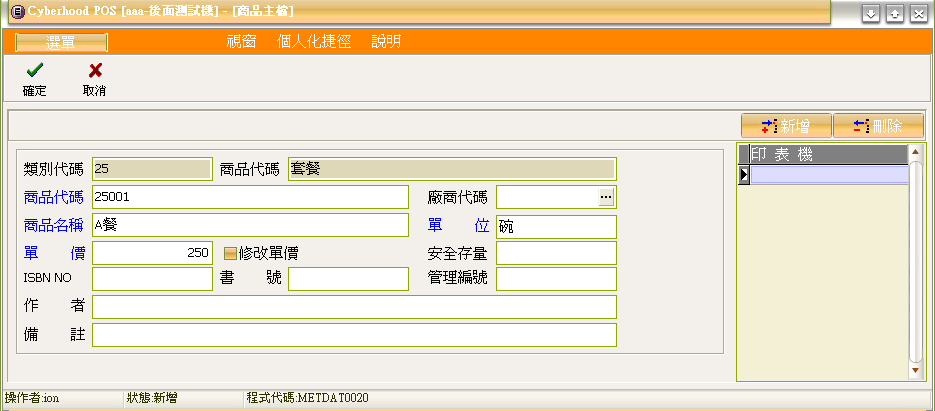 Cyberhood POS [aaa-後面測試樣] - [商品主檔]
選單 視窗 個人化捷徑 說明
確定 取消
新增 刪除
印 表 機
類別代碼 25 商品代碼 套餐
商品代碼 25001 廠商代碼 ...
商品名稱 A餐 單 位 碗
單 價 250 修改單價 安全存量
ISBN NO 書 號 管理編號
作 者
備 註
操作者:ion 狀態:新增 程式代碼:METDAT0020